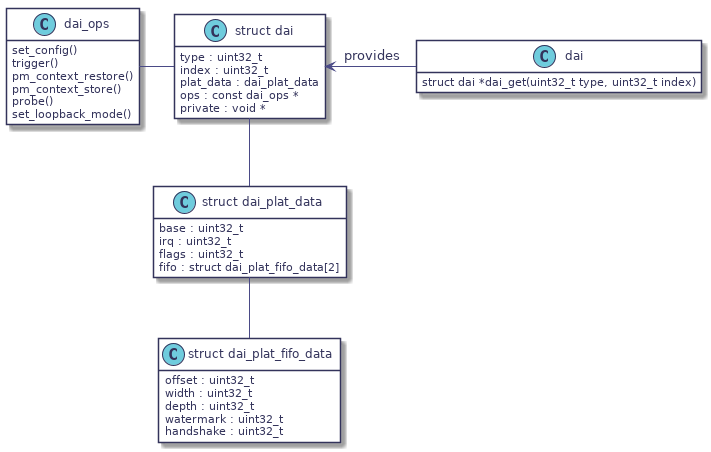 C dai_ops
set_config()
trigger()
pm_context_restore()
pm_context_store()
probe()
set_loopback_mode()
C struct dai
type : uint32_t
index : uint32_t
plat_data : dai_plat_data
ops : const dai_ops *
private : void *
provides
C dai
struct dai *dai_get(uint32_t type, uint32_t index)
C struct dai_plat_data
base : uint32_t
irq : uint32_t
flags : uint32_t
fifo : struct dai_plat_fifo_data[2]
C struct dai_plat_fifo_data
offset : uint32_t
width : uint32_t
depth : uint32_t
watermark : uint32_t
handshake : uint32_t